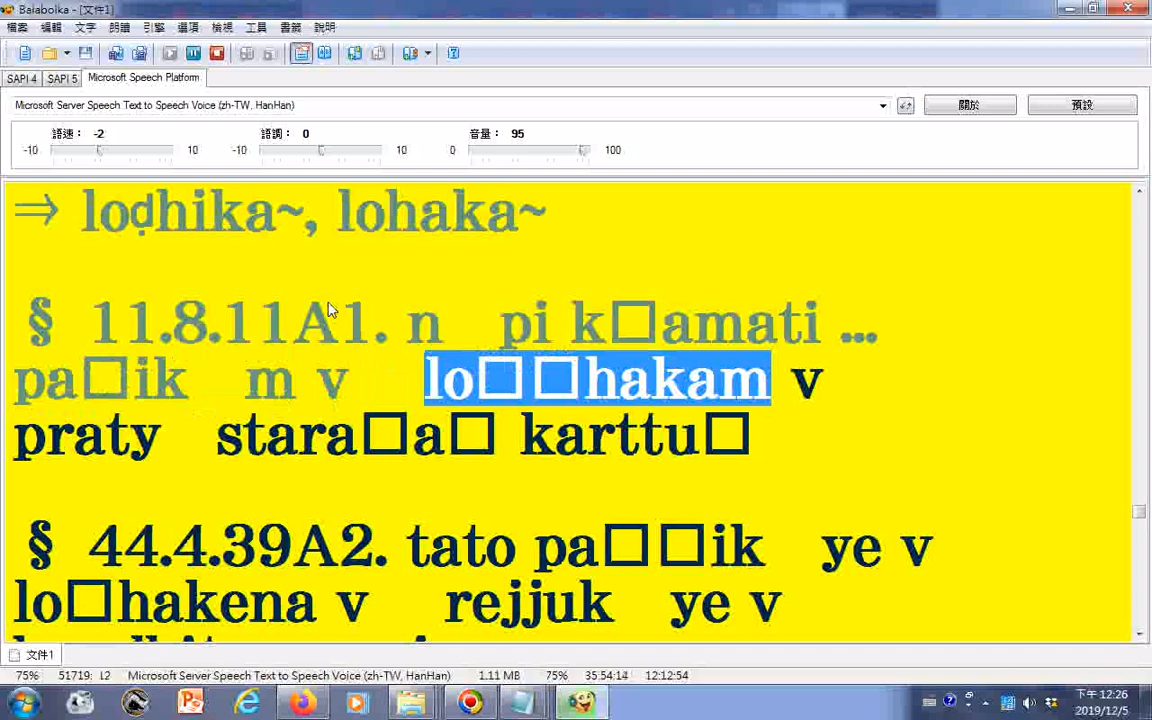 Balabolka - [文件1]
檔案 編輯 文字 朗讀 引擎 選項 檢視 工具 書籤 說明
SAPI 4 SAPI 5 Microsoft Speech Platform
Microsoft Server Speech Text to Speech Voice (zh-TW, HanHan)
關於 預設
語速： -2 語調： 0 音量： 95
-10 10 -10 10 0 100
⇒ loḍhika~, lohaka~
§ 11.8.11A1. n pi k□amati ...
pa□ik m v lo□□hakam v
praty stara□a□ karttu□
§ 44.4.39A2. tato pa□□ik ye v
lo□hakena v rejjuk ye v
文件1
75% 51719: 12 Microsoft Server Speech Text to Speech Voice (zh-TW, HanHan) 1.11 MB 75% 35:54:14 12:12:54
下午 12:26
2019/12/5